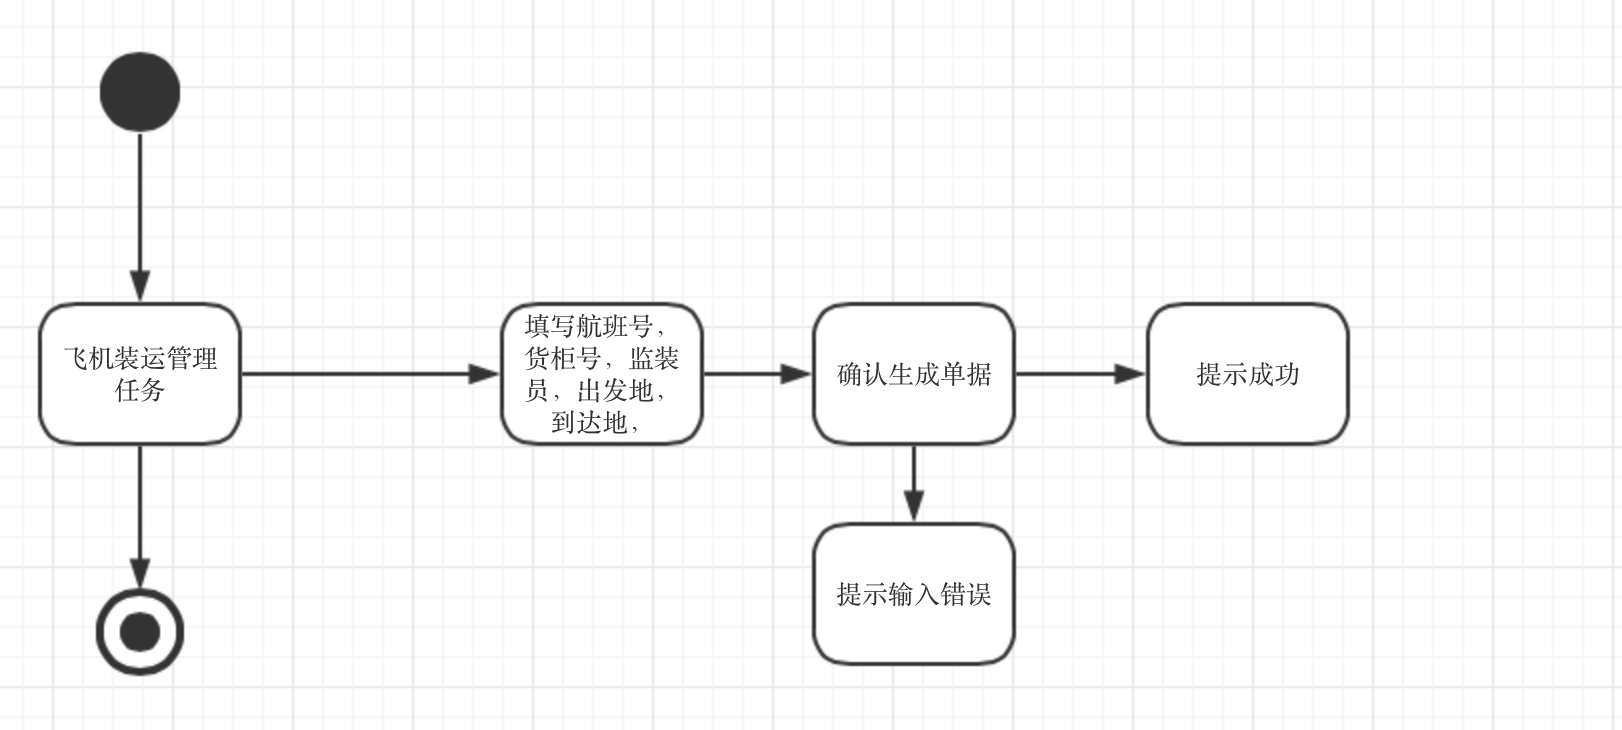 飞机装运管理
任务
填写航班号，
货柜号，监装
员，出发地，
到达地，
确认生成单据
提示成功
提示输入错误